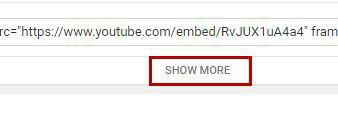 rc="https://www.youtube.com/embed/RvJUX1uA4a4" fram
SHOW MORE